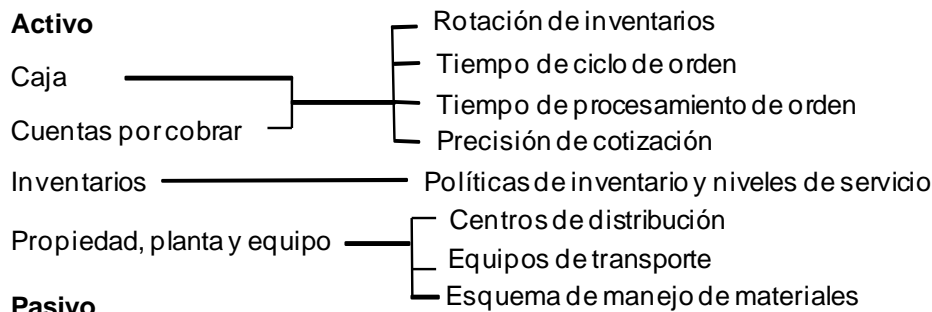 Activo
Rotación de inventarios
Caja
Tiempo de ciclo de orden
Tiempo de procesamiento de orden
Cuentas por cobrar
Precisión de cotización
Inventarios
Políticas de inventario y niveles de servicio
Centros de distribución
Propiedad, planta y equipo
Equipos de transporte
Esquema de manejo de materiales
Pasivo